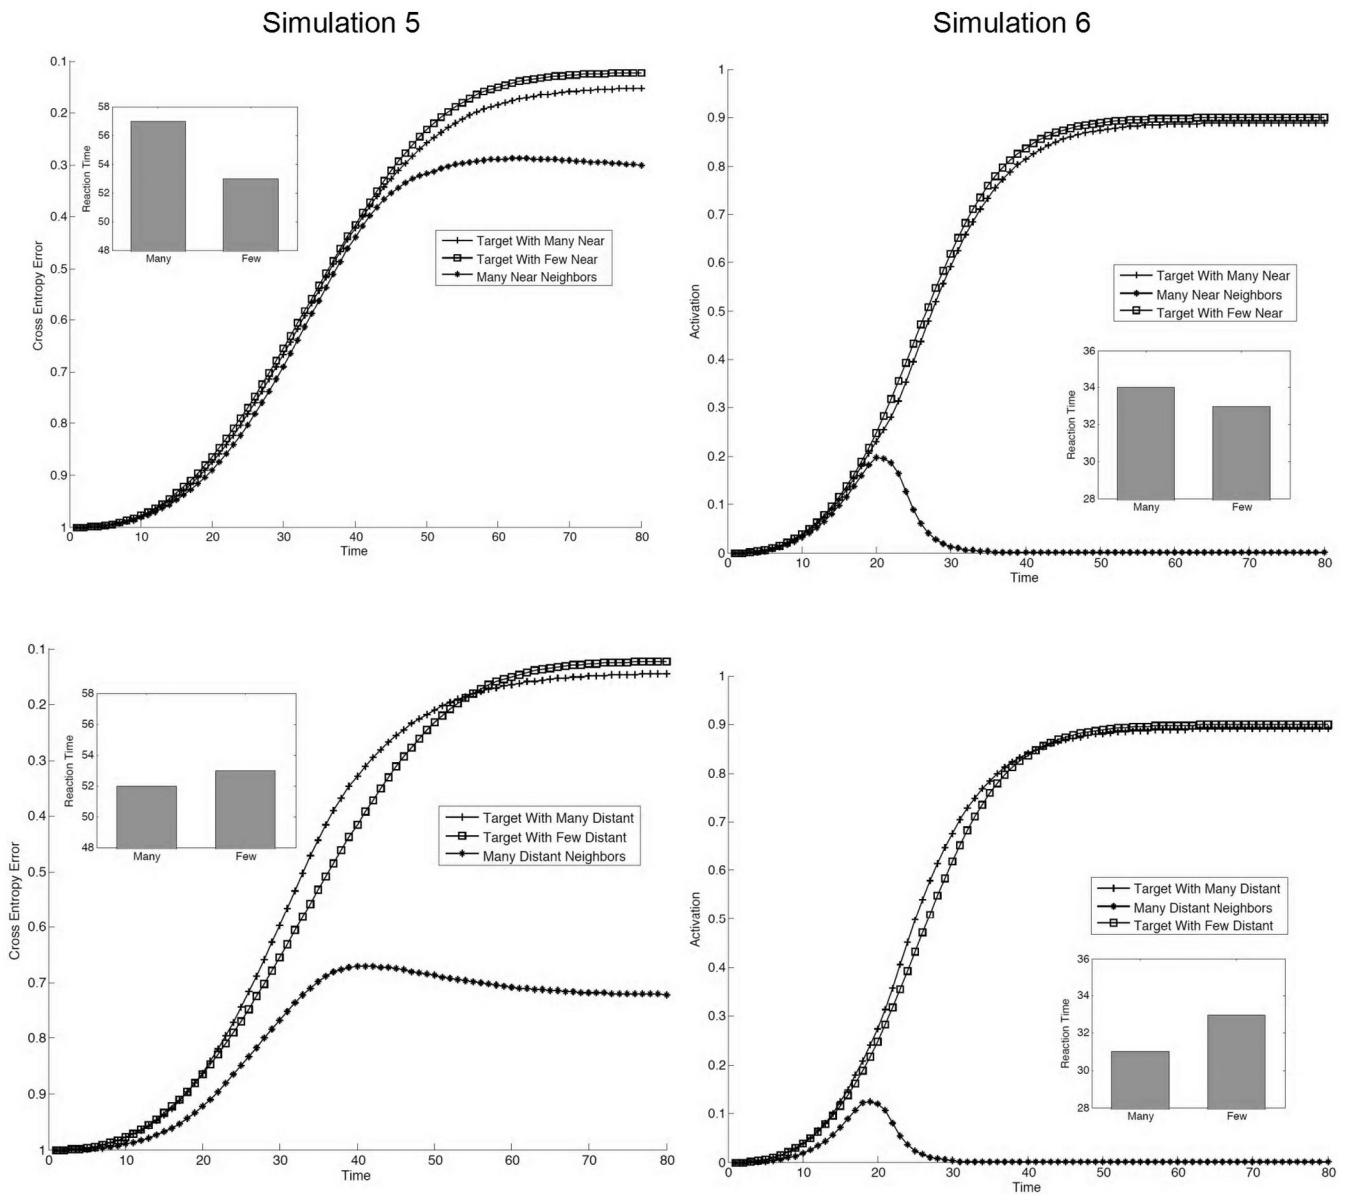 Simulation 5
Simulation 6
0.1
0.2
0.3
0.4
0.5
0.6
0.7
0.8
0.9
1
Cross Entropy Error
10
20
30
40
50
60
70
80
Time
58
56
54
52
50
48
Reaction Time
Many
Few
Target With Many Near
Target With Few Near
Many Near Neighbors
1
0.9
0.8
0.7
0.6
0.5
0.4
0.3
0.2
0.1
0
Activation
0
10
20
30
40
50
60
70
80
Time
Target With Many Near
Many Near Neighbors
Target With Few Near
36
34
32
30
28
Reaction Time
Many
Few
0.1
0.2
0.3
0.4
0.5
0.6
0.7
0.8
0.9
1
Cross Entropy Error
0
10
20
30
40
50
60
70
80
Time
58
56
54
52
50
48
Reaction Time
Many
Few
Target With Many Distant
Target With Few Distant
Many Distant Neighbors
1
0.9
0.8
0.7
0.6
0.5
0.4
0.3
0.2
0.1
0
Activation
0
10
20
30
40
50
60
70
80
Time
Target With Many Distant
Many Distant Neighbors
Target With Few Distant
36
34
32
30
28
Reaction Time
Many
Few